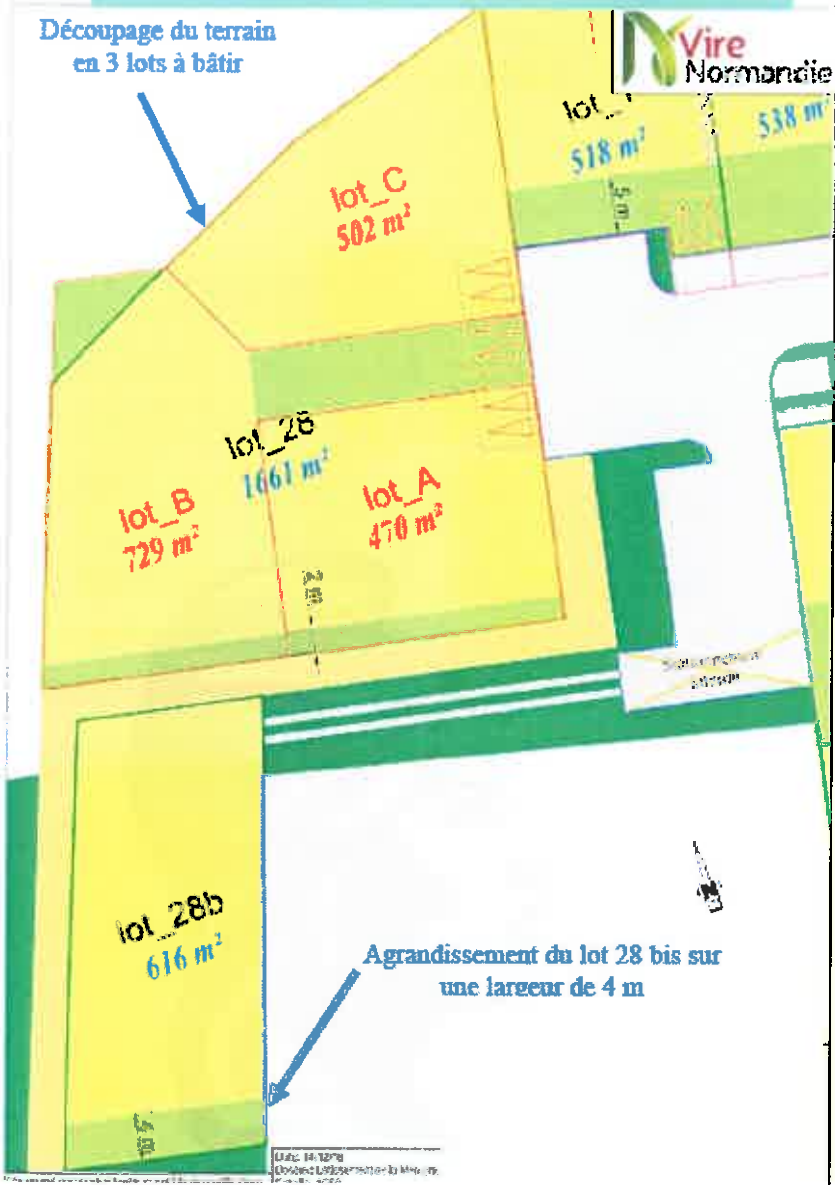 Découpage du terrain
en 3 lots à bâtir
Vire
Normandie
518 m²
538 m²
lot_C
502 m²
lot_28
1661 m²
lot_B
729 m²
lot_A
470 m²
lot_28b
616 m²
Agrandissement du lot 28 bis sur
une largeur de 4 m